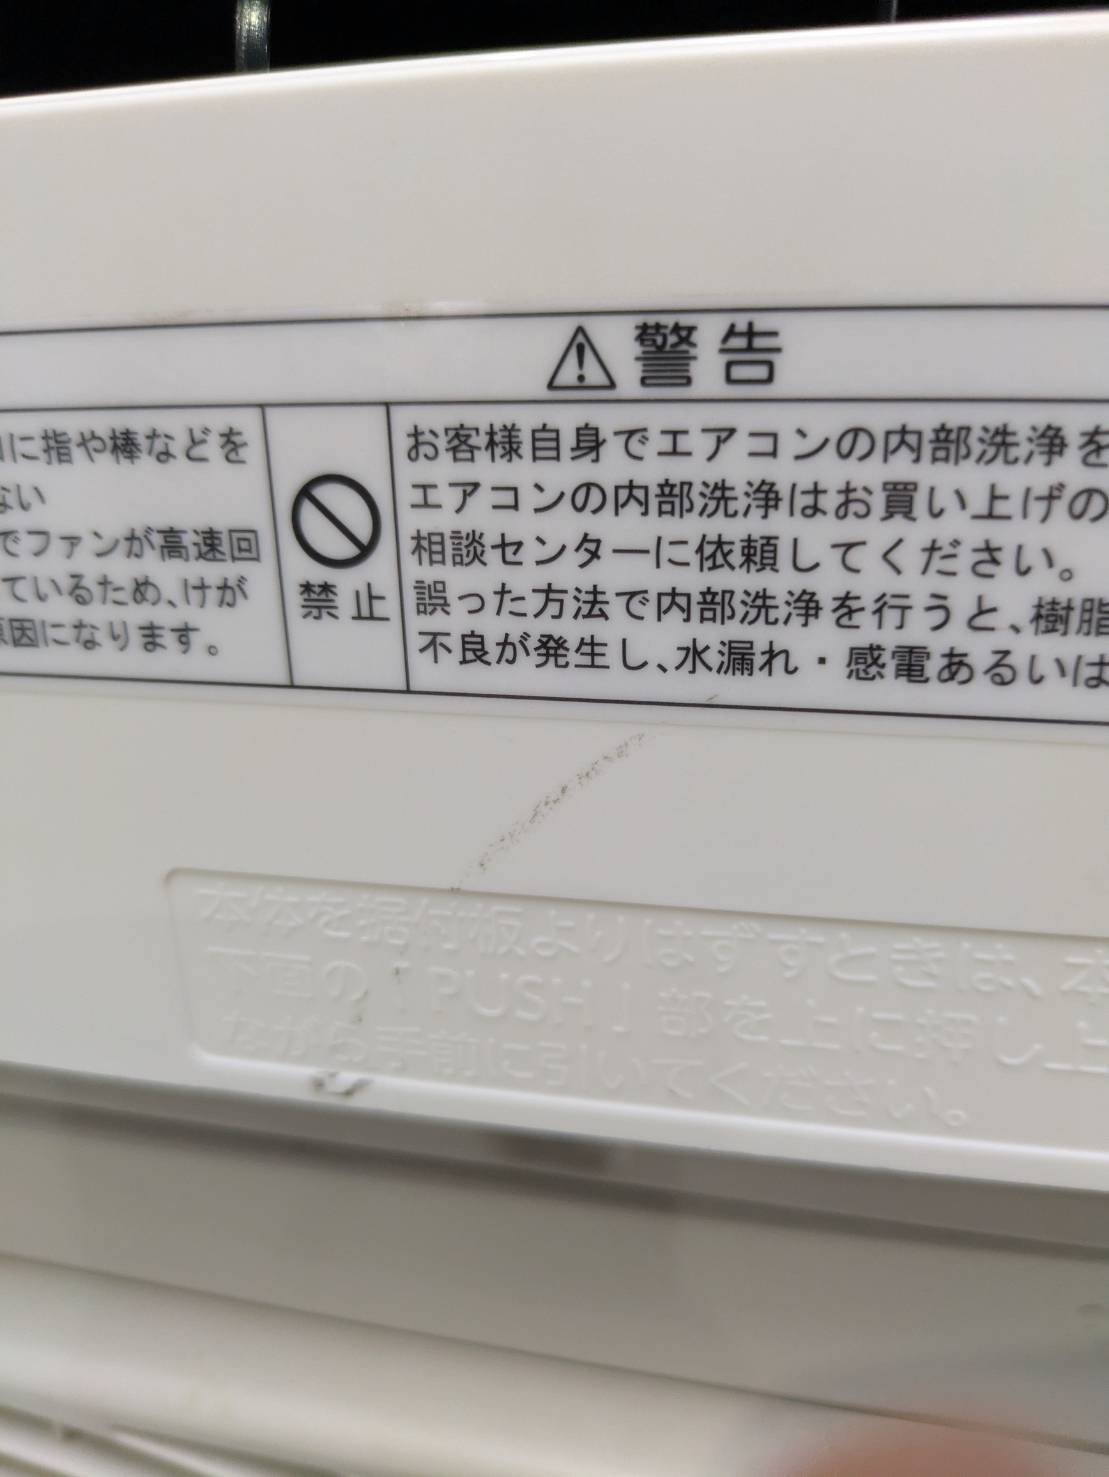 警告
に指や棒などを
ない
でファンが高速回
ているため、けが
原因になります。
禁止
お客様自身でエアコンの内部洗浄を
エアコンの内部洗浄はお買い上げの
相談センターに依頼してください。
誤った方法で内部洗浄を行うと、樹脂
不良が発生し、水漏れ・感電あるいは
本体を据付板よりはずすときは、本
下面の「PUSH」部を上に押し上
ながら手前に引いてください。